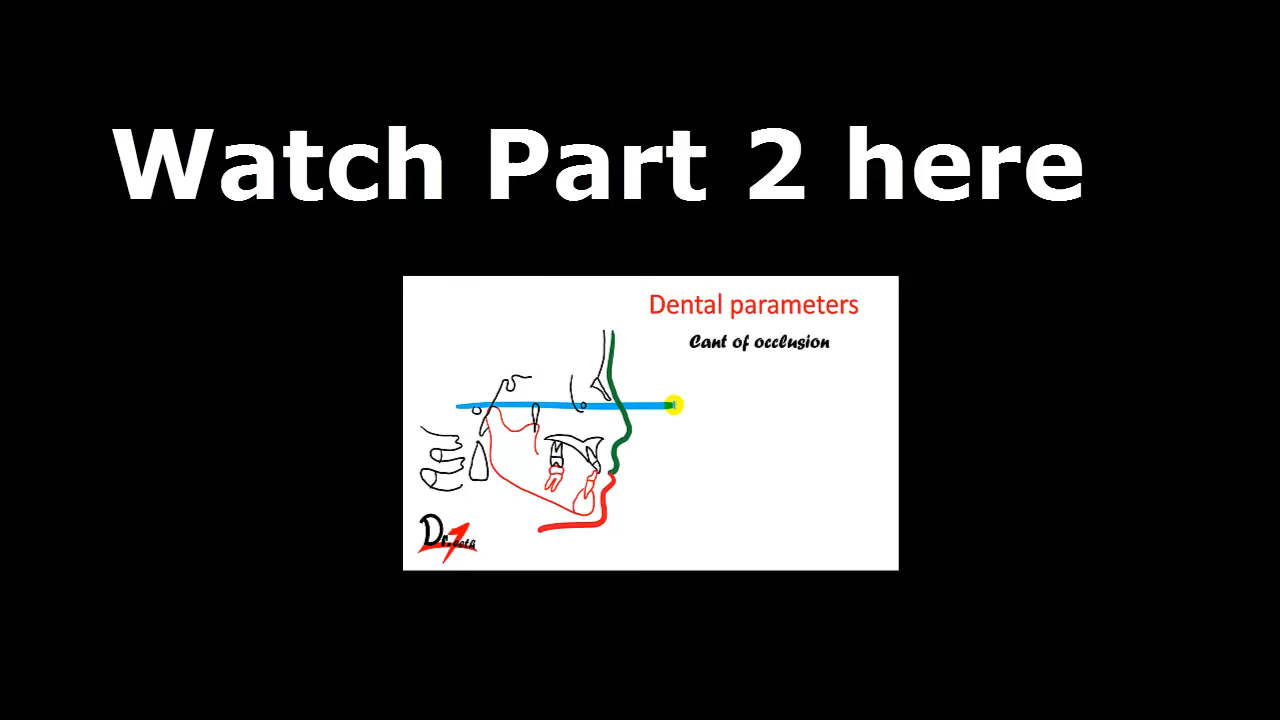 Watch Part 2 here
Dental parameters
Cant of occlusion